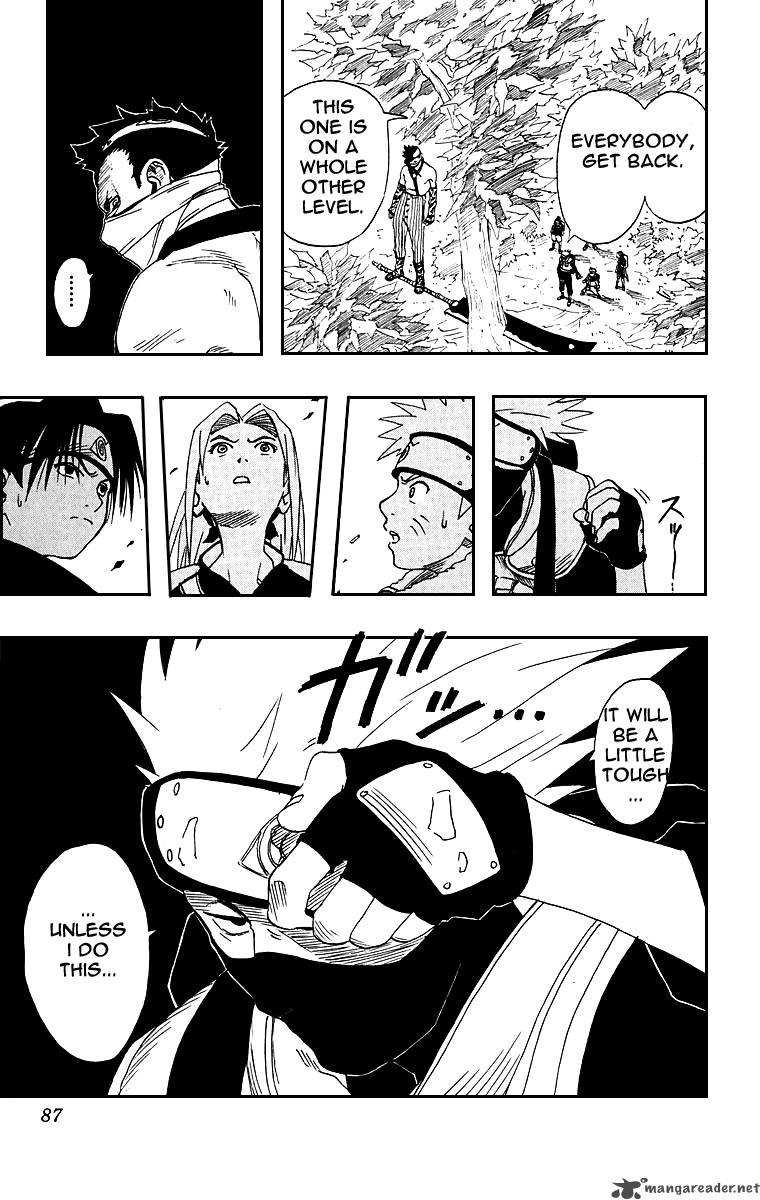 EVERYBODY,
GET BACK.
THIS
ONE IS
ON A
WHOLE
OTHER
LEVEL.
......
スッ
IT WILL
BE A
LITTLE
TOUGH
...
ガッ...
...
UNLESS
I DO
THIS...
87
mangareader.net